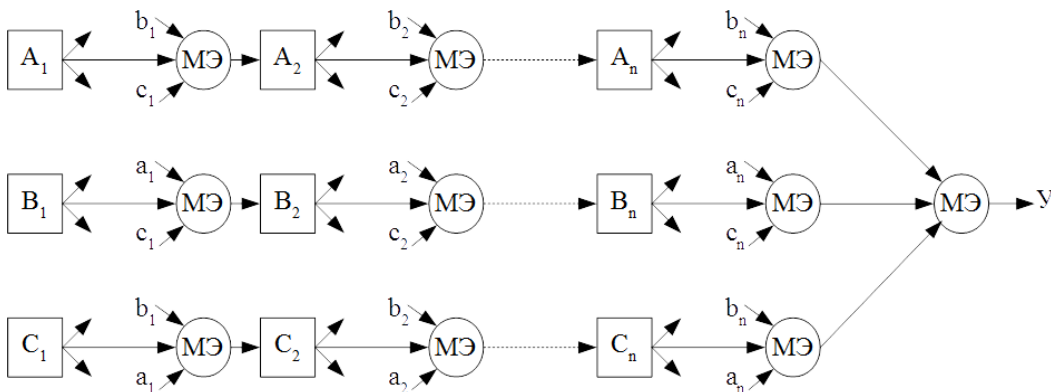 b₁ b₂ bₙ
A₁ МЭ A₂ МЭ Aₙ МЭ
c₁ c₂ cₙ
a₁ a₂ aₙ
B₁ МЭ B₂ МЭ Bₙ МЭ МЭ У
c₁ c₂ cₙ
b₁ b₂ bₙ
C₁ МЭ C₂ МЭ Cₙ МЭ
a₁ a₂ aₙ